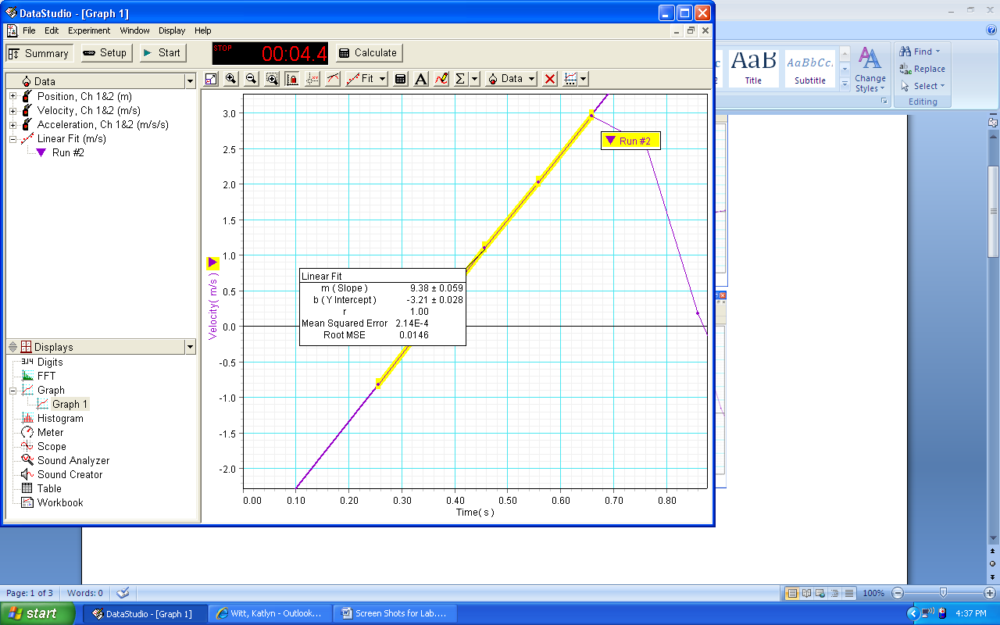 DataStudio - [Graph 1]
File Edit Experiment Window Display Help
Summary Setup Start STOP 00:04.4 Calculate
Fit Σ Data
Data
Position, Ch 1&2 (m)
Velocity, Ch 1&2 (m/s)
Acceleration, Ch 1&2 (m/s/s)
Linear Fit (m/s)
Run #2
Displays
3.14 Digits
FFT
Graph
Graph 1
Histogram
Meter
Scope
Sound Analyzer
Sound Creator
Table
Workbook
3.0
2.5
2.0
1.5
1.0
0.5
0.0
-0.5
-1.0
-1.5
-2.0
Velocity( m/s )
Run #2
Linear Fit
m ( Slope ) 9.38 ± 0.059
b ( Y Intercept ) -3.21 ± 0.028
r 1.00
Mean Squared Error 2.14E-4
Root MSE 0.0146
0.00 0.10 0.20 0.30 0.40 0.50 0.60 0.70 0.80
Time( s )
AaB AaBbCc.
Title Subtitle
Change Styles
Find
Replace
Select
Editing
Page: 1 of 3 Words: 0 100%
start DataStudio - [Graph 1] Witt, Katlyn - Outlook... Screen Shots for Lab.... 4:37 PM